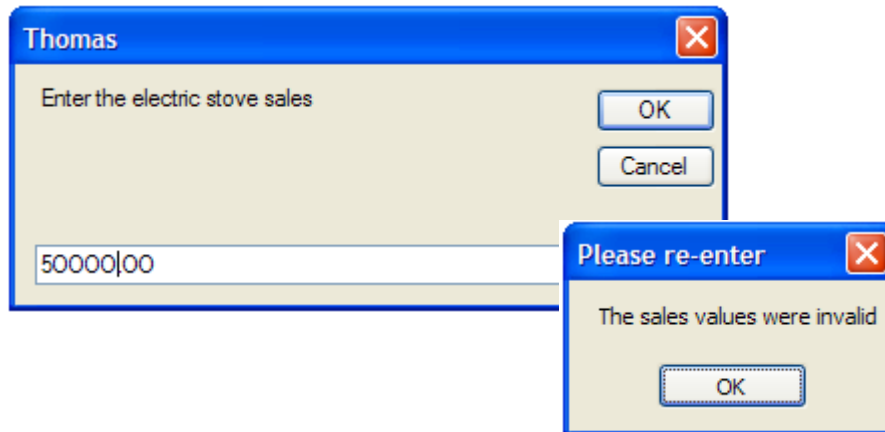 Thomas
Enter the electric stove sales
OK
Cancel
50000.00
Please re-enter
The sales values were invalid
OK